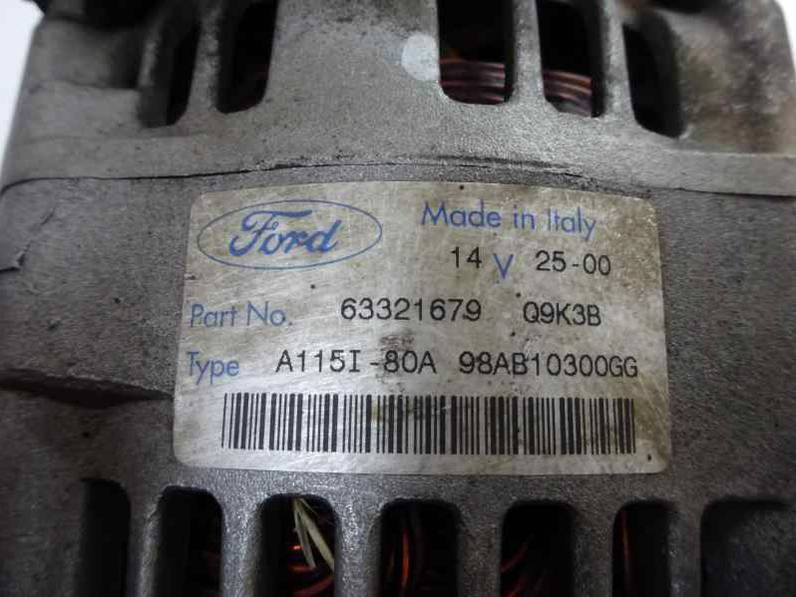 Ford Made in Italy
14 V 25-00
Part No. 63321679 Q9K3B
Type A115I-80A 98AB10300GG